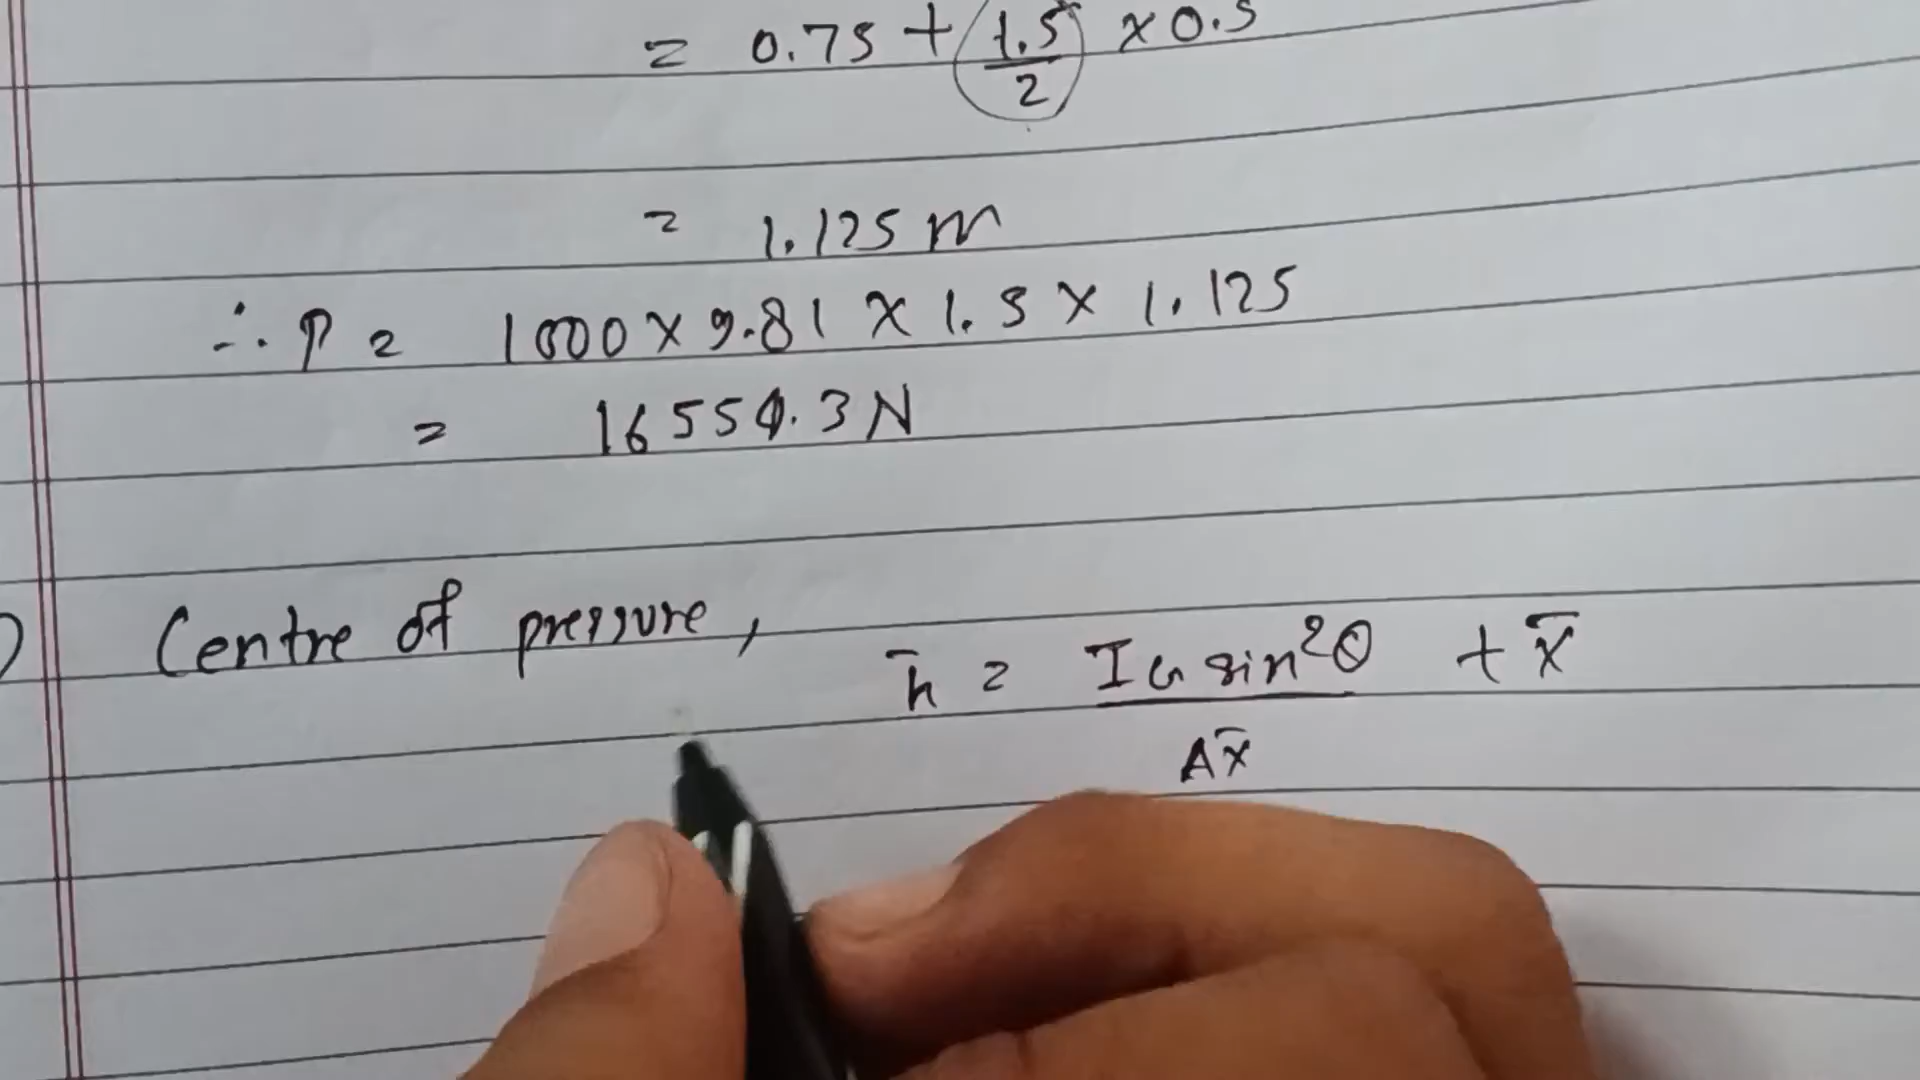 = 0.75 + 1.5/2 × 0.5
= 1.125 m
∴ P = 1000 × 9.81 × 1.5 × 1.125
= 16554.3 N
) Centre of pressure, h̄ = IG sin²θ / Ax̄ + x̄